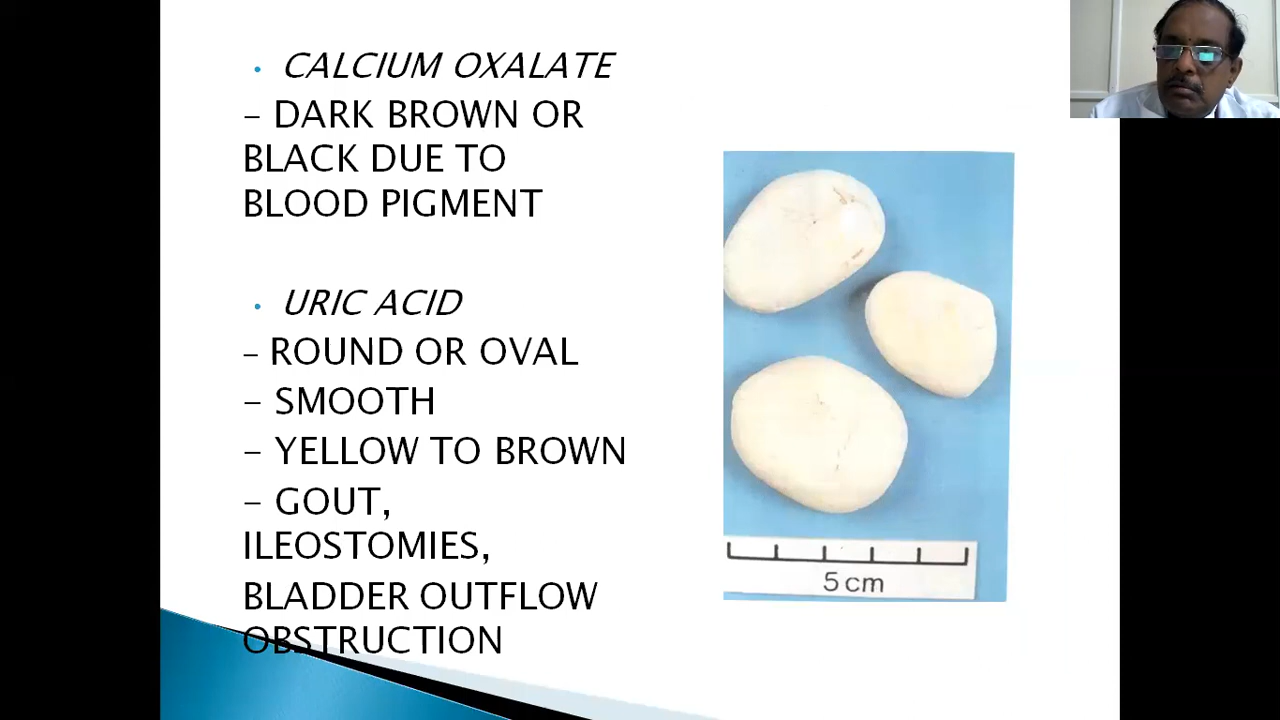 • CALCIUM OXALATE
– DARK BROWN OR
BLACK DUE TO
BLOOD PIGMENT
• URIC ACID
– ROUND OR OVAL
– SMOOTH
– YELLOW TO BROWN
– GOUT,
ILEOSTOMIES,
BLADDER OUTFLOW
OBSTRUCTION
5 cm